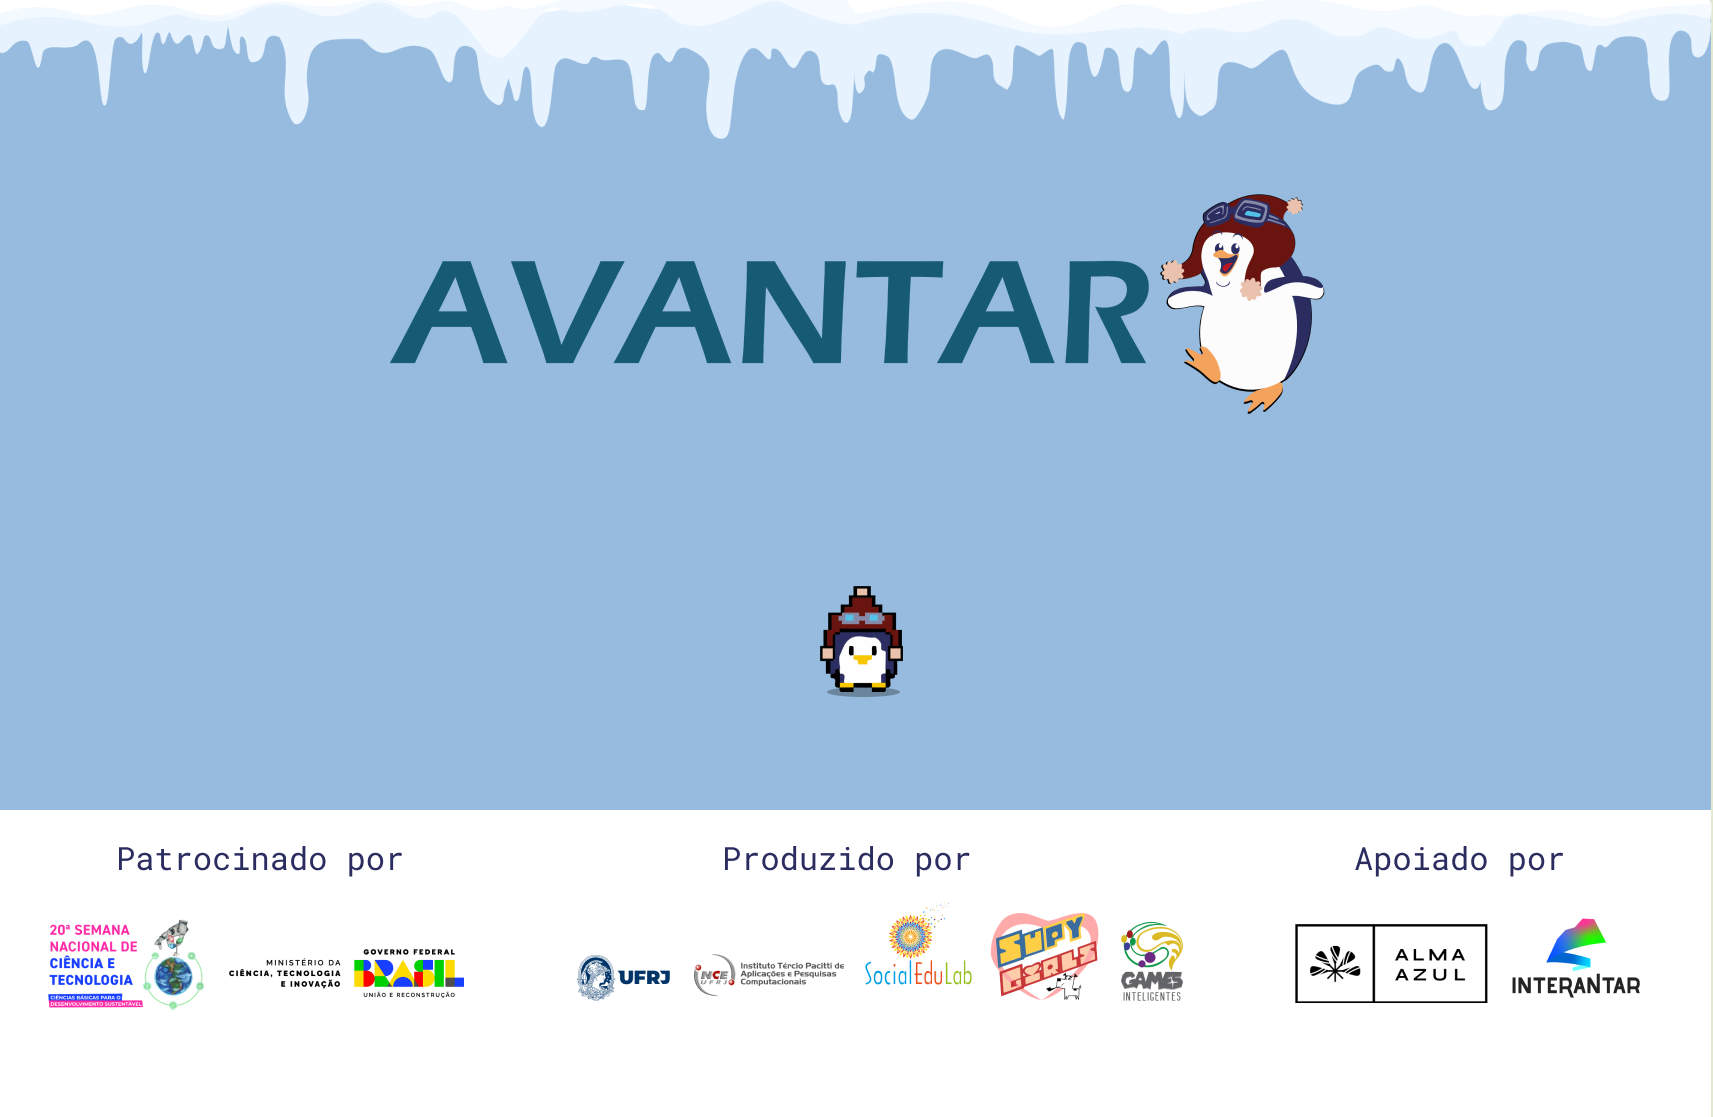 AVANTAR
Patrocinado por
Produzido por
Apoiado por
20ª SEMANA
NACIONAL DE
CIÊNCIA E
TECNOLOGIA
CIÊNCIAS BÁSICAS PARA O
DESENVOLVIMENTO SUSTENTÁVEL
MINISTÉRIO DA
CIÊNCIA, TECNOLOGIA
E INOVAÇÃO
GOVERNO FEDERAL
BRASIL
UNIÃO E RECONSTRUÇÃO
UFRJ
NCE
UFRJ
Instituto Tércio Pacitti de
Aplicações e Pesquisas
Computacionais
SocialEduLab
SUPY
GIRLS
GAMES
INTELIGENTES
ALMA
AZUL
INTERANTAR